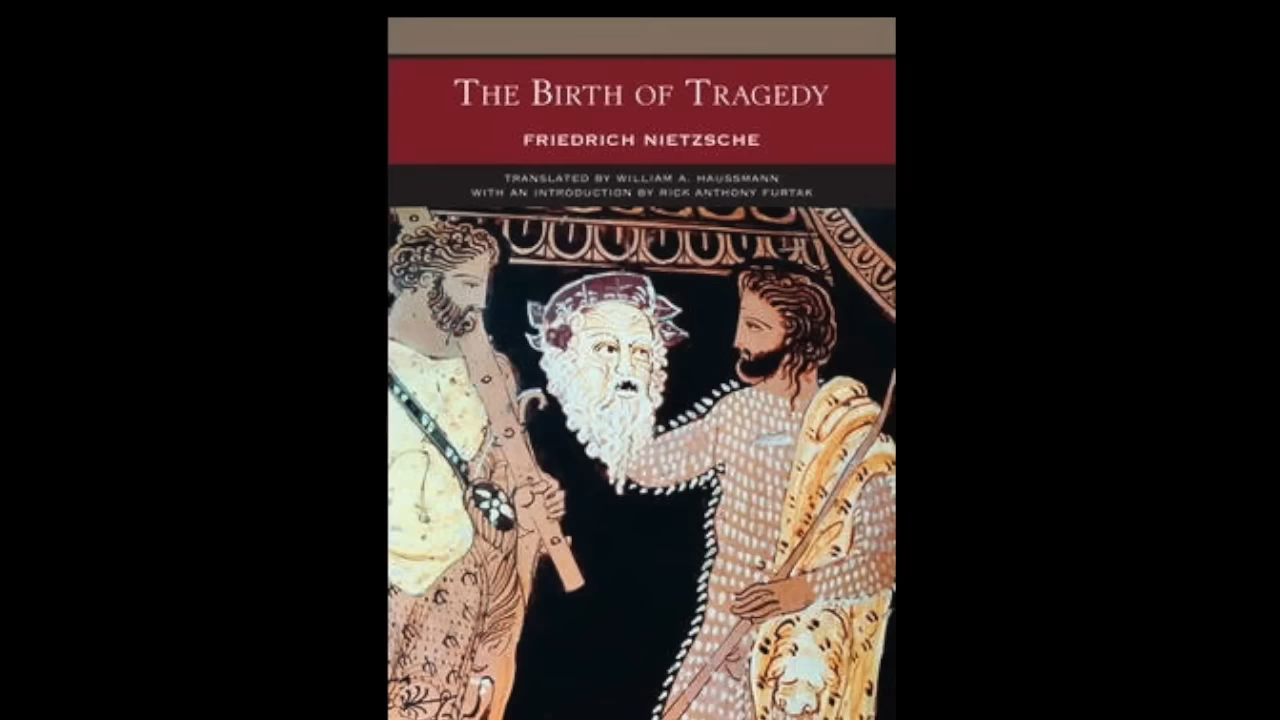 THE BIRTH OF TRAGEDY
FRIEDRICH NIETZSCHE
TRANSLATED BY WILLIAM A. HAUSSMANN
WITH AN INTRODUCTION BY RICK ANTHONY FURTAK